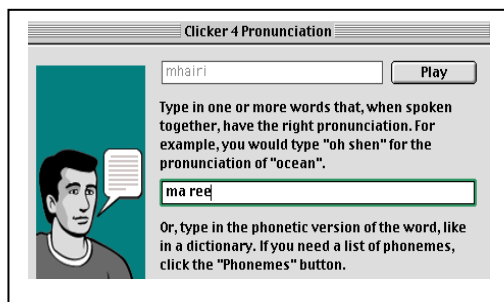 Clicker 4 Pronunciation
mhairi
Play
Type in one or more words that, when spoken
together, have the right pronunciation. For
example, you would type "oh shen" for the
pronunciation of "ocean".
ma ree
Or, type in the phonetic version of the word, like
in a dictionary. If you need a list of phonemes,
click the "Phonemes" button.